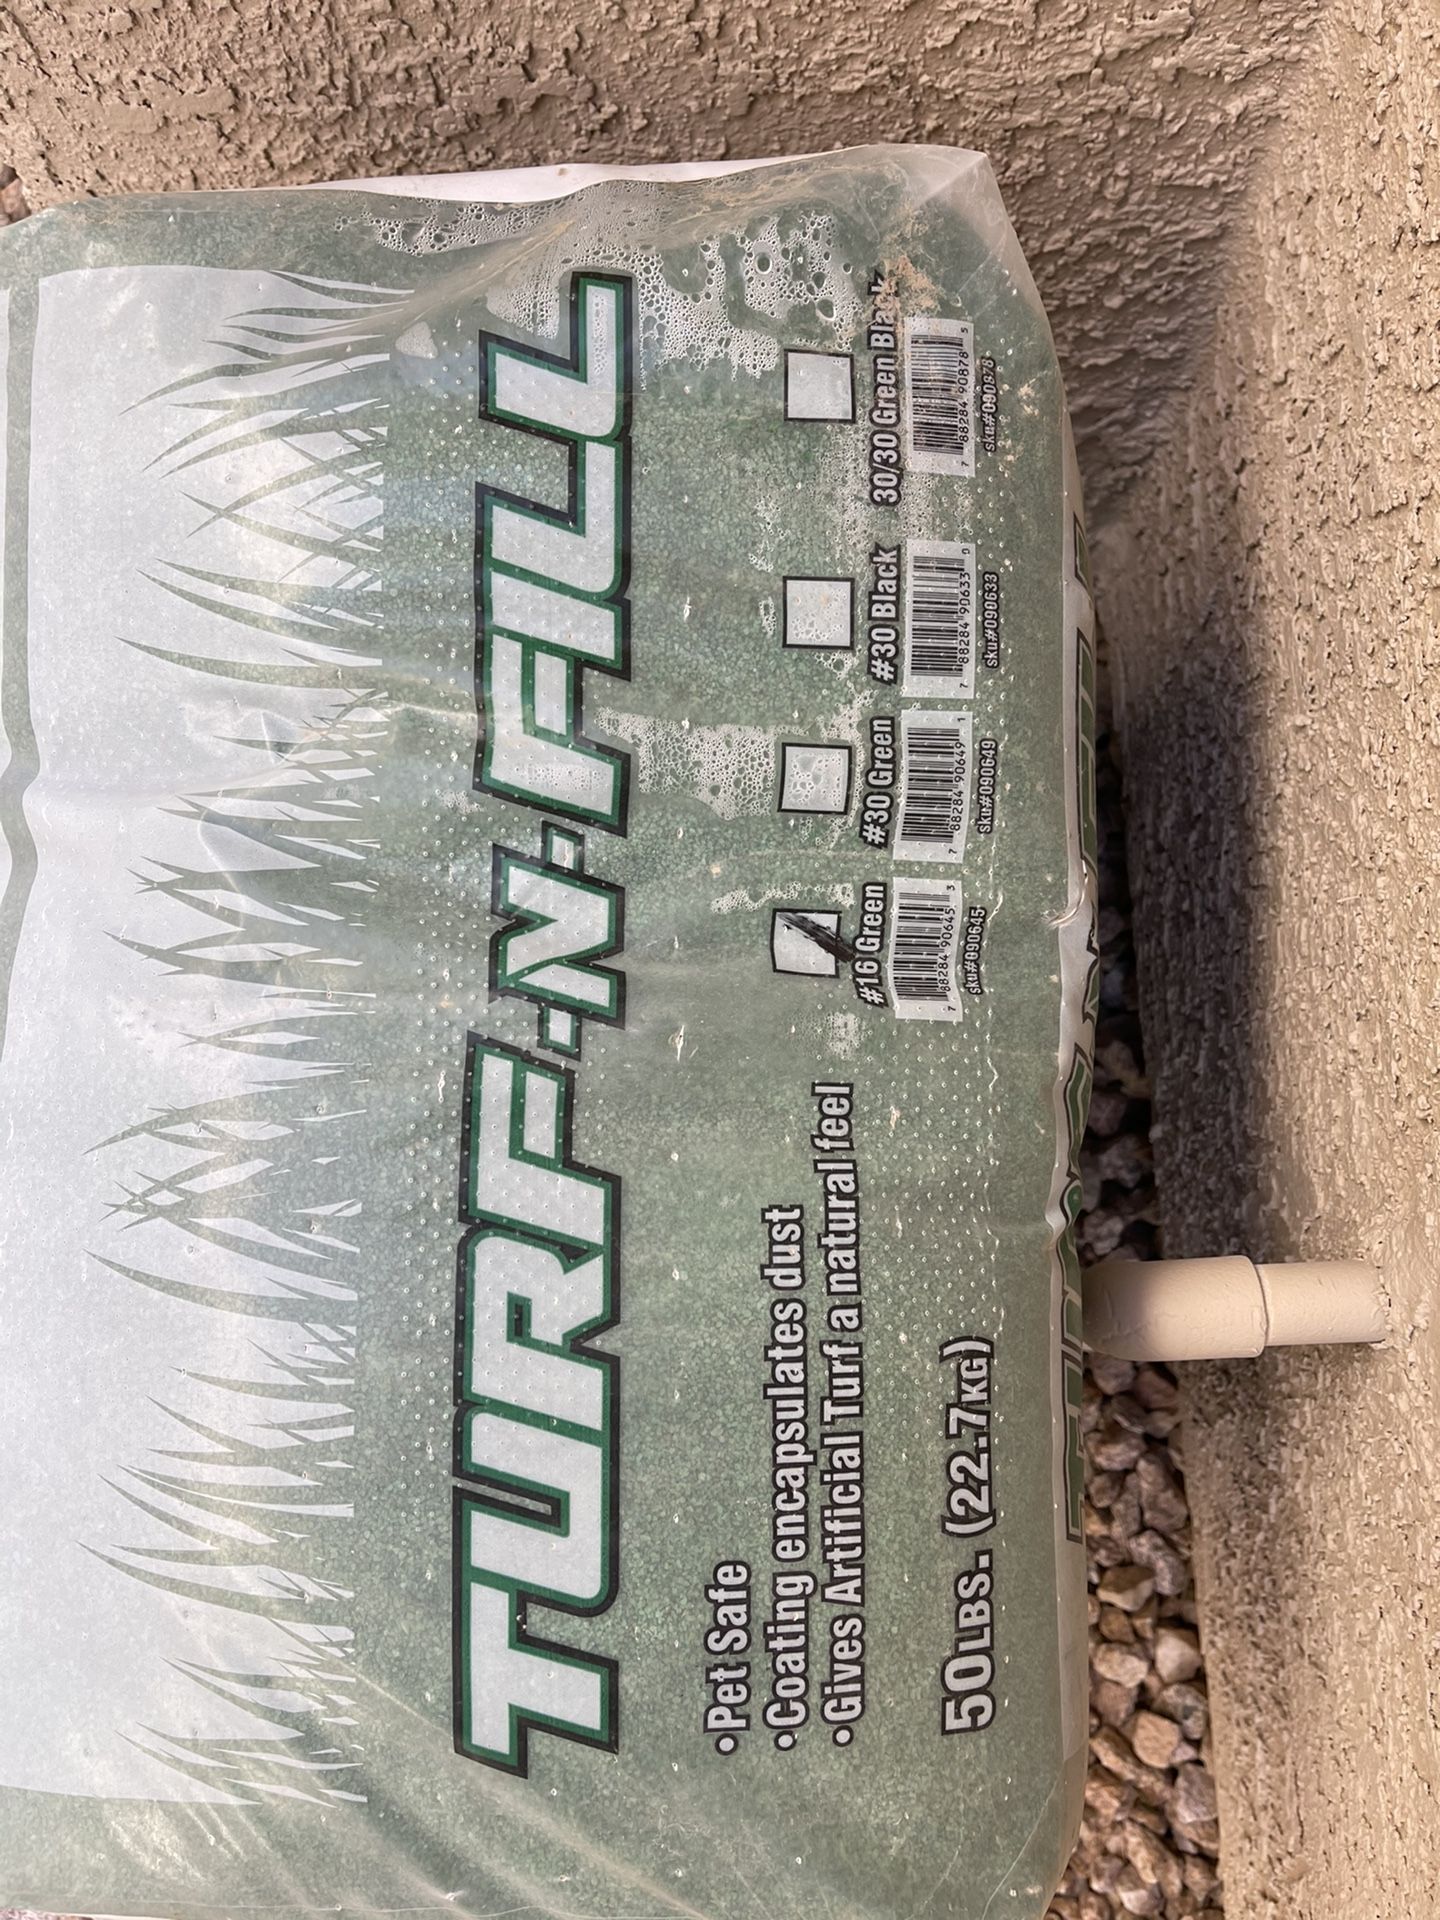 TURF-N-FILL
•Pet Safe
•Coating encapsulates dust
•Gives Artificial Turf a natural feel
50LBS. (22.7KG)
#16 Green
7 88284 90645 3
sku#090645
#30 Green
7 88284 90649 1
sku#090649
#30 Black
7 88284 90633 0
sku#090633
30/30 Green Black
7 88284 90878 5
sku#090878